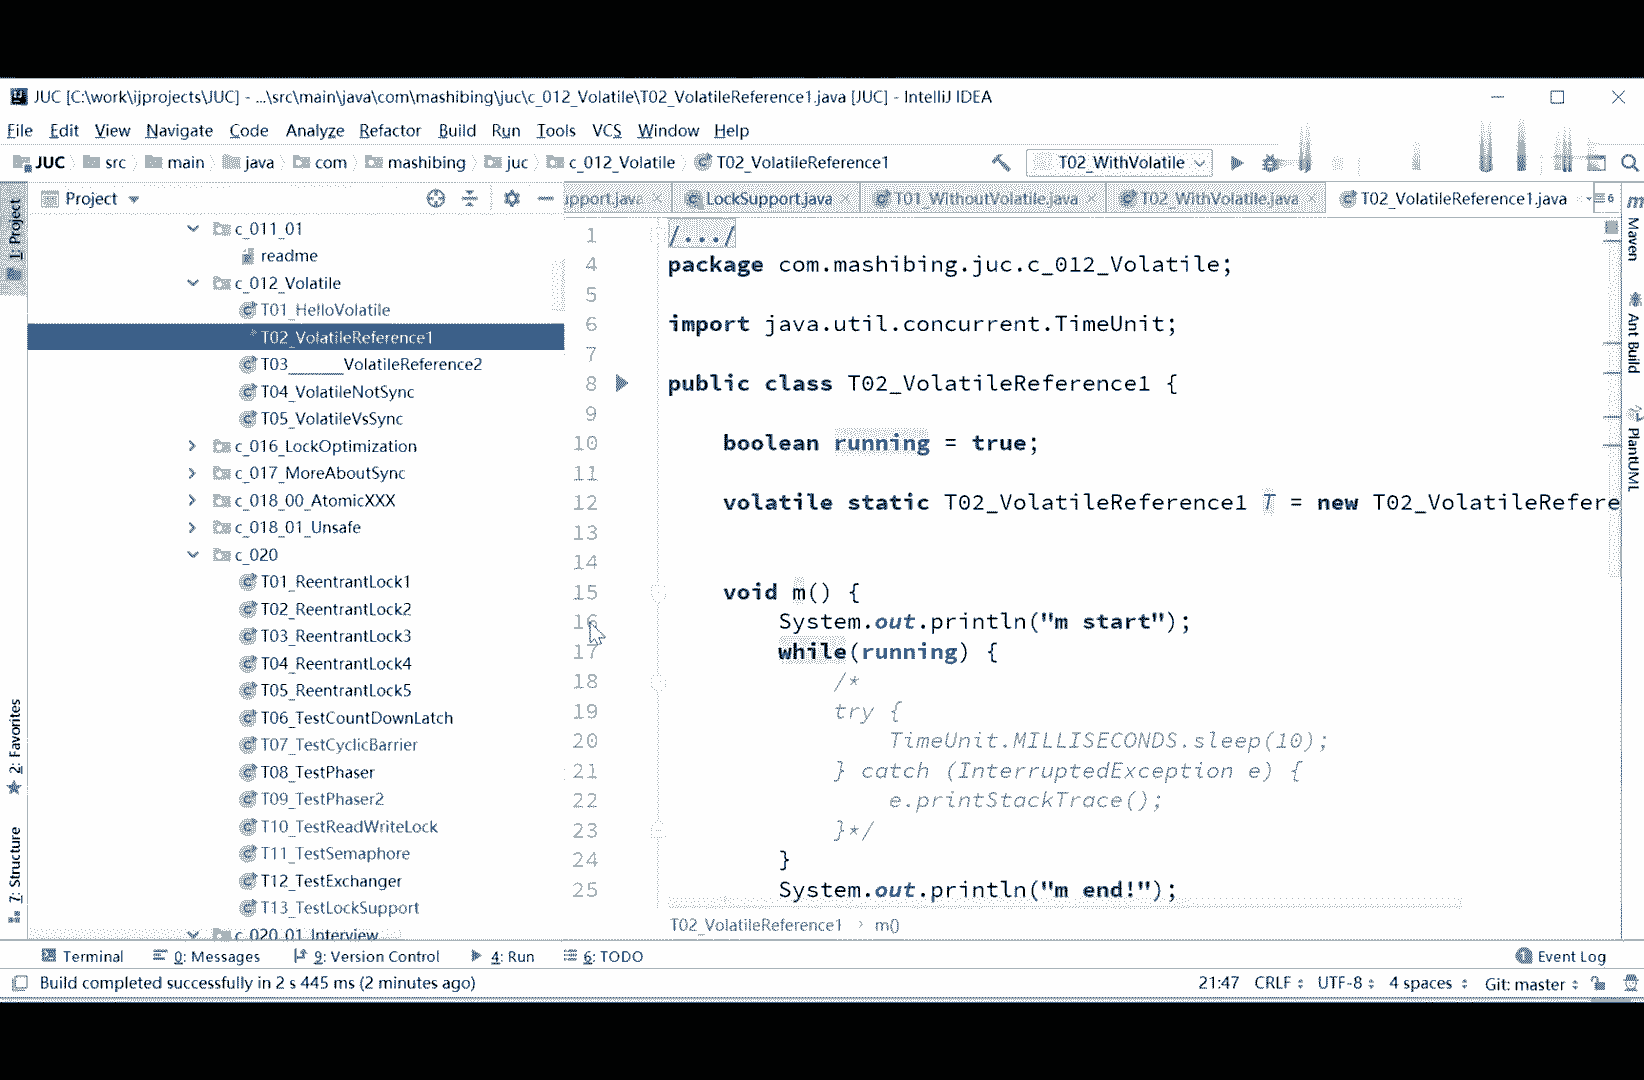 JUC [C:\work\ijprojects\JUC] - ...\src\main\java\com\mashibing\juc\c_012_Volatile\T02_VolatileReference1.java [JUC] - IntelliJ IDEA
File Edit View Navigate Code Analyze Refactor Build Run Tools VCS Window Help
JUC src main java com mashibing juc c_012_Volatile T02_VolatileReference1 T02_WithVolatile
1: Project
Project
c_011_01
readme
c_012_Volatile
T01_HelloVolatile
T02_VolatileReference1
T03______VolatileReference2
T04_VolatileNotSync
T05_VolatileVsSync
c_016_LockOptimization
c_017_MoreAboutSync
c_018_00_AtomicXXX
c_018_01_Unsafe
c_020
T01_ReentrantLock1
T02_ReentrantLock2
T03_ReentrantLock3
T04_ReentrantLock4
T05_ReentrantLock5
T06_TestCountDownLatch
T07_TestCyclicBarrier
T08_TestPhaser
T09_TestPhaser2
T10_TestReadWriteLock
T11_TestSemaphore
T12_TestExchanger
T13_TestLockSupport
c_020_01_Interview
2: Favorites
7: Structure
upport.java LockSupport.java T01_WithoutVolatile.java T02_WithVolatile.java T02_VolatileReference1.java
1 /.../
4 package com.mashibing.juc.c_012_Volatile;
5
6 import java.util.concurrent.TimeUnit;
7
8 public class T02_VolatileReference1 {
9
10 boolean running = true;
11
12 volatile static T02_VolatileReference1 T = new T02_VolatileRefere
13
14
15 void m() {
16 System.out.println("m start");
17 while(running) {
18 /*
19 try {
20 TimeUnit.MILLISECONDS.sleep(10);
21 } catch (InterruptedException e) {
22 e.printStackTrace();
23 }*/
24 }
25 System.out.println("m end!");
T02_VolatileReference1 › m()
Maven
Ant Build
PlantUML
Terminal 0: Messages 9: Version Control 4: Run 6: TODO Event Log
Build completed successfully in 2 s 445 ms (2 minutes ago) 21:47 CRLF UTF-8 4 spaces Git: master